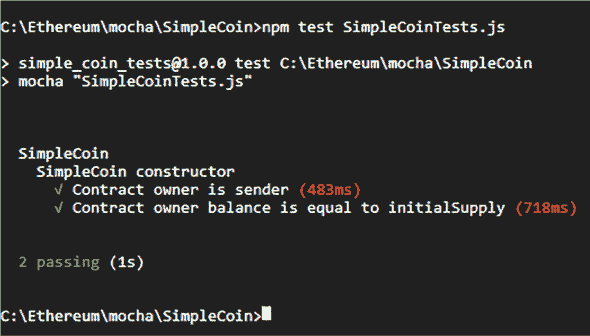 C:\Ethereum\mocha\SimpleCoin>npm test SimpleCoinTests.js
> simple_coin_tests@1.0.0 test C:\Ethereum\mocha\SimpleCoin
> mocha "SimpleCoinTests.js"
SimpleCoin
SimpleCoin constructor
√ Contract owner is sender (483ms)
√ Contract owner balance is equal to initialSupply (718ms)
2 passing (1s)
C:\Ethereum\mocha\SimpleCoin>